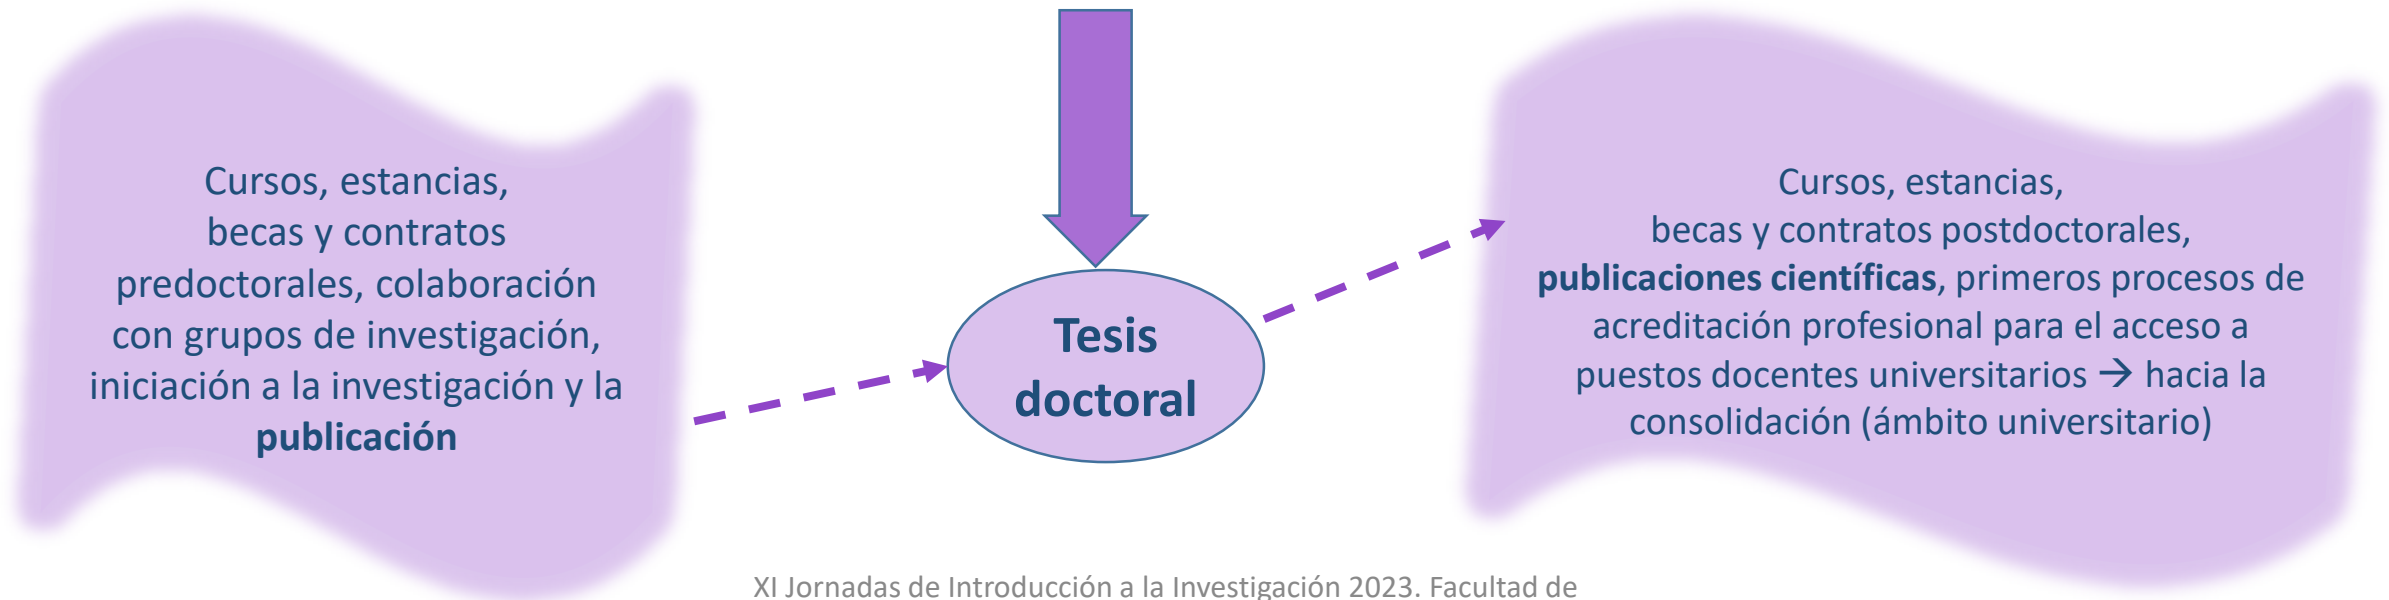 Cursos, estancias,
becas y contratos
predoctorales, colaboración
con grupos de investigación,
iniciación a la investigación y la
publicación
Tesis
doctoral
Cursos, estancias,
becas y contratos postdoctorales,
publicaciones científicas, primeros procesos de
acreditación profesional para el acceso a
puestos docentes universitarios → hacia la
consolidación (ámbito universitario)
XI Jornadas de Introducción a la Investigación 2023. Facultad de